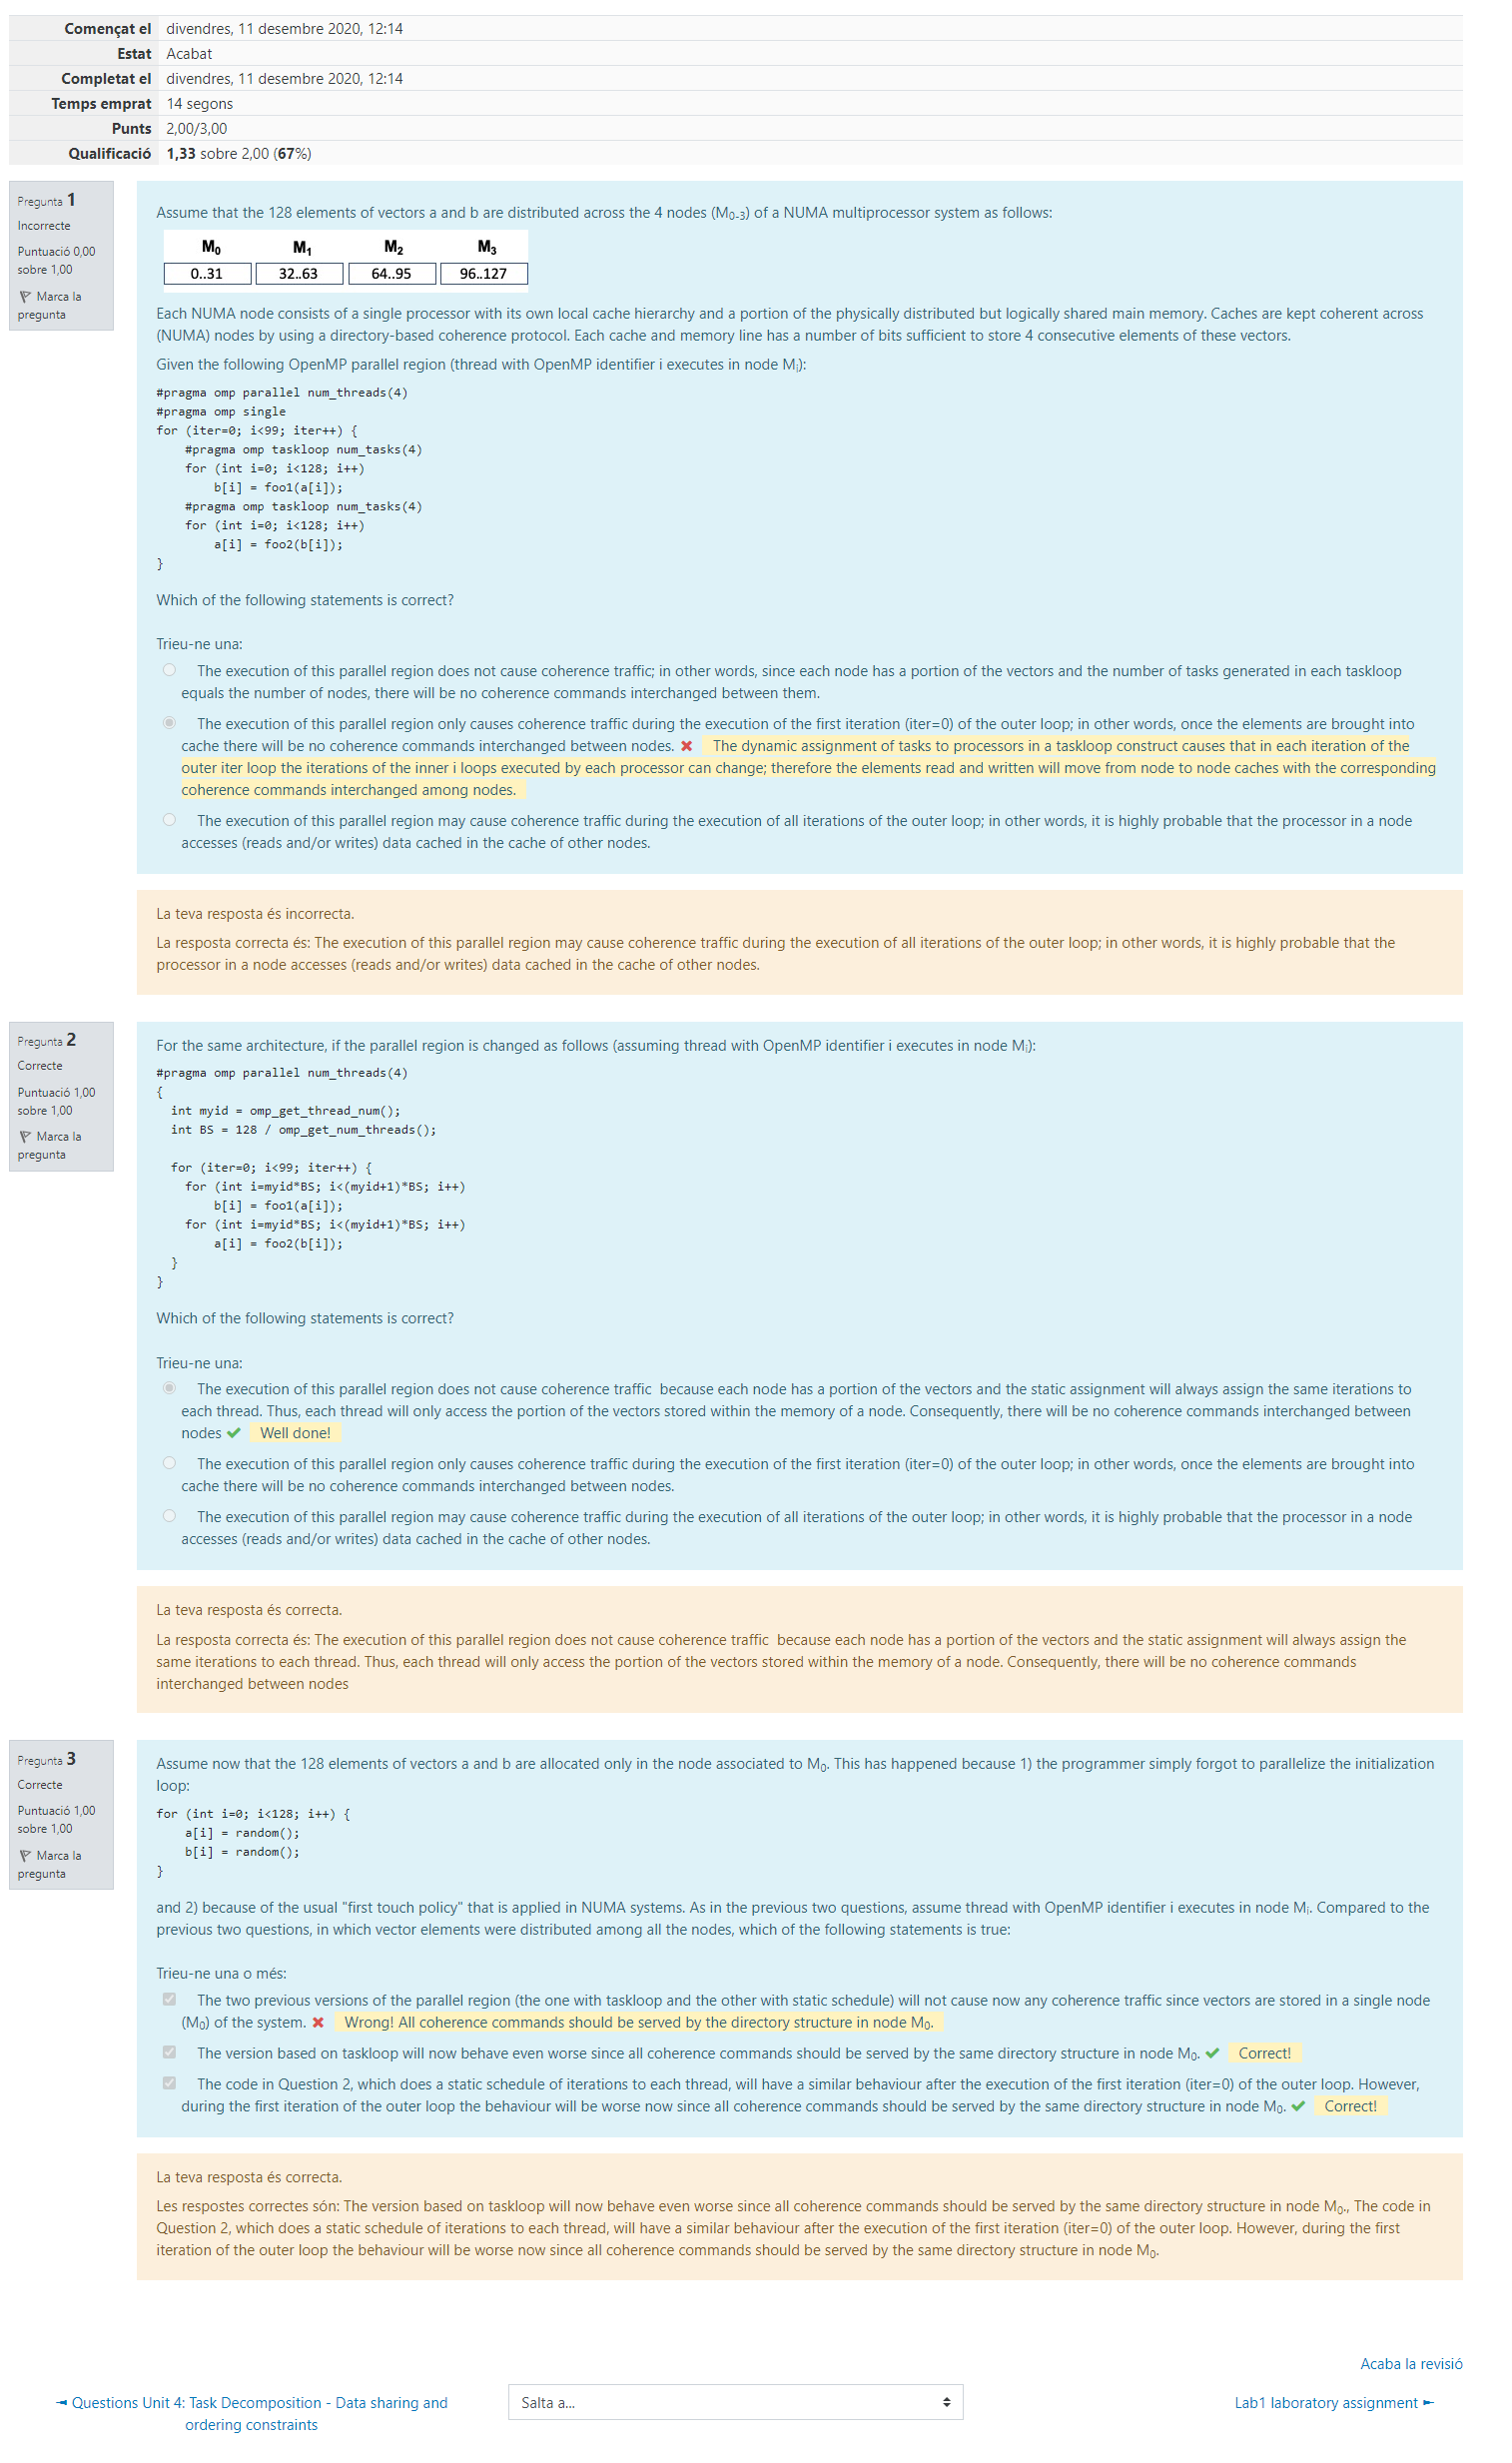 Començat el divendres, 11 desembre 2020, 12:14
Estat Acabat
Completat el divendres, 11 desembre 2020, 12:14
Temps emprat 14 segons
Punts 2,00/3,00
Qualificació 1,33 sobre 2,00 (67%)
Pregunta 1
Incorrecte
Puntuació 0,00
sobre 1,00
Marca la
pregunta
Assume that the 128 elements of vectors a and b are distributed across the 4 nodes (M0-3) of a NUMA multiprocessor system as follows:
M0 M1 M2 M3
0..31 32..63 64..95 96..127
Each NUMA node consists of a single processor with its own local cache hierarchy and a portion of the physically distributed but logically shared main memory. Caches are kept coherent across
(NUMA) nodes by using a directory-based coherence protocol. Each cache and memory line has a number of bits sufficient to store 4 consecutive elements of these vectors.
Given the following OpenMP parallel region (thread with OpenMP identifier i executes in node Mi):
#pragma omp parallel num_threads(4)
#pragma omp single
for (iter=0; i<99; iter++) {
    #pragma omp taskloop num_tasks(4)
    for (int i=0; i<128; i++)
        b[i] = foo1(a[i]);
    #pragma omp taskloop num_tasks(4)
    for (int i=0; i<128; i++)
        a[i] = foo2(b[i]);
}
Which of the following statements is correct?
Trieu-ne una:
The execution of this parallel region does not cause coherence traffic; in other words, since each node has a portion of the vectors and the number of tasks generated in each taskloop
equals the number of nodes, there will be no coherence commands interchanged between them.
The execution of this parallel region only causes coherence traffic during the execution of the first iteration (iter=0) of the outer loop; in other words, once the elements are brought into
cache there will be no coherence commands interchanged between nodes. ✖ The dynamic assignment of tasks to processors in a taskloop construct causes that in each iteration of the
outer iter loop the iterations of the inner i loops executed by each processor can change; therefore the elements read and written will move from node to node caches with the corresponding
coherence commands interchanged among nodes.
The execution of this parallel region may cause coherence traffic during the execution of all iterations of the outer loop; in other words, it is highly probable that the processor in a node
accesses (reads and/or writes) data cached in the cache of other nodes.
La teva resposta és incorrecta.
La resposta correcta és: The execution of this parallel region may cause coherence traffic during the execution of all iterations of the outer loop; in other words, it is highly probable that the
processor in a node accesses (reads and/or writes) data cached in the cache of other nodes.
Pregunta 2
Correcte
Puntuació 1,00
sobre 1,00
Marca la
pregunta
For the same architecture, if the parallel region is changed as follows (assuming thread with OpenMP identifier i executes in node Mi):
#pragma omp parallel num_threads(4)
{
  int myid = omp_get_thread_num();
  int BS = 128 / omp_get_num_threads();
  for (iter=0; i<99; iter++) {
    for (int i=myid*BS; i<(myid+1)*BS; i++)
        b[i] = foo1(a[i]);
    for (int i=myid*BS; i<(myid+1)*BS; i++)
        a[i] = foo2(b[i]);
  }
}
Which of the following statements is correct?
Trieu-ne una:
The execution of this parallel region does not cause coherence traffic because each node has a portion of the vectors and the static assignment will always assign the same iterations to
each thread. Thus, each thread will only access the portion of the vectors stored within the memory of a node. Consequently, there will be no coherence commands interchanged between
nodes ✔ Well done!
The execution of this parallel region only causes coherence traffic during the execution of the first iteration (iter=0) of the outer loop; in other words, once the elements are brought into
cache there will be no coherence commands interchanged between nodes.
The execution of this parallel region may cause coherence traffic during the execution of all iterations of the outer loop; in other words, it is highly probable that the processor in a node
accesses (reads and/or writes) data cached in the cache of other nodes.
La teva resposta és correcta.
La resposta correcta és: The execution of this parallel region does not cause coherence traffic because each node has a portion of the vectors and the static assignment will always assign the
same iterations to each thread. Thus, each thread will only access the portion of the vectors stored within the memory of a node. Consequently, there will be no coherence commands
interchanged between nodes
Pregunta 3
Correcte
Puntuació 1,00
sobre 1,00
Marca la
pregunta
Assume now that the 128 elements of vectors a and b are allocated only in the node associated to M0. This has happened because 1) the programmer simply forgot to parallelize the initialization
loop:
for (int i=0; i<128; i++) {
    a[i] = random();
    b[i] = random();
}
and 2) because of the usual "first touch policy" that is applied in NUMA systems. As in the previous two questions, assume thread with OpenMP identifier i executes in node Mi. Compared to the
previous two questions, in which vector elements were distributed among all the nodes, which of the following statements is true:
Trieu-ne una o més:
The two previous versions of the parallel region (the one with taskloop and the other with static schedule) will not cause now any coherence traffic since vectors are stored in a single node
(M0) of the system. ✖ Wrong! All coherence commands should be served by the directory structure in node M0.
The version based on taskloop will now behave even worse since all coherence commands should be served by the same directory structure in node M0. ✔ Correct!
The code in Question 2, which does a static schedule of iterations to each thread, will have a similar behaviour after the execution of the first iteration (iter=0) of the outer loop. However,
during the first iteration of the outer loop the behaviour will be worse now since all coherence commands should be served by the same directory structure in node M0. ✔ Correct!
La teva resposta és correcta.
Les respostes correctes són: The version based on taskloop will now behave even worse since all coherence commands should be served by the same directory structure in node M0., The code in
Question 2, which does a static schedule of iterations to each thread, will have a similar behaviour after the execution of the first iteration (iter=0) of the outer loop. However, during the first
iteration of the outer loop the behaviour will be worse now since all coherence commands should be served by the same directory structure in node M0.
Acaba la revisió
◄ Questions Unit 4: Task Decomposition - Data sharing and
ordering constraints
Salta a...
Lab1 laboratory assignment ►